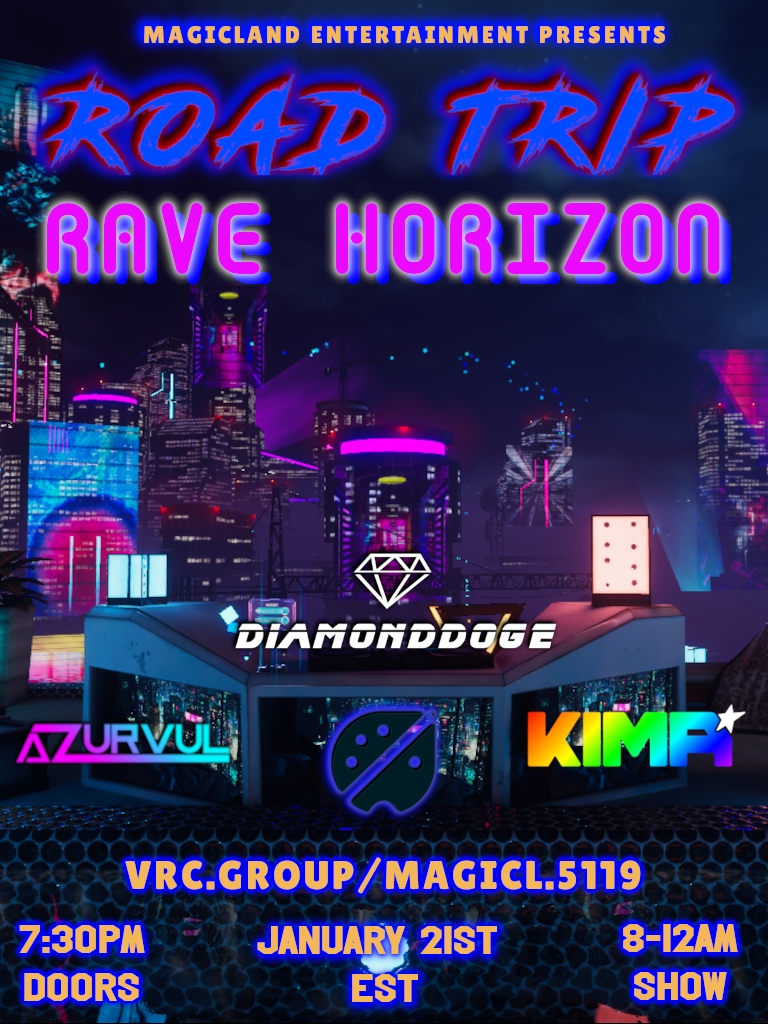 MAGICLAND ENTERTAINMENT PRESENTS
ROAD TRIP
RAVE HORIZON
DIAMONDDOGE
AZURVUL
KIMA
VRC.GROUP/MAGICL.5119
7:30PM
DOORS
JANUARY 21ST
EST
8-12AM
SHOW